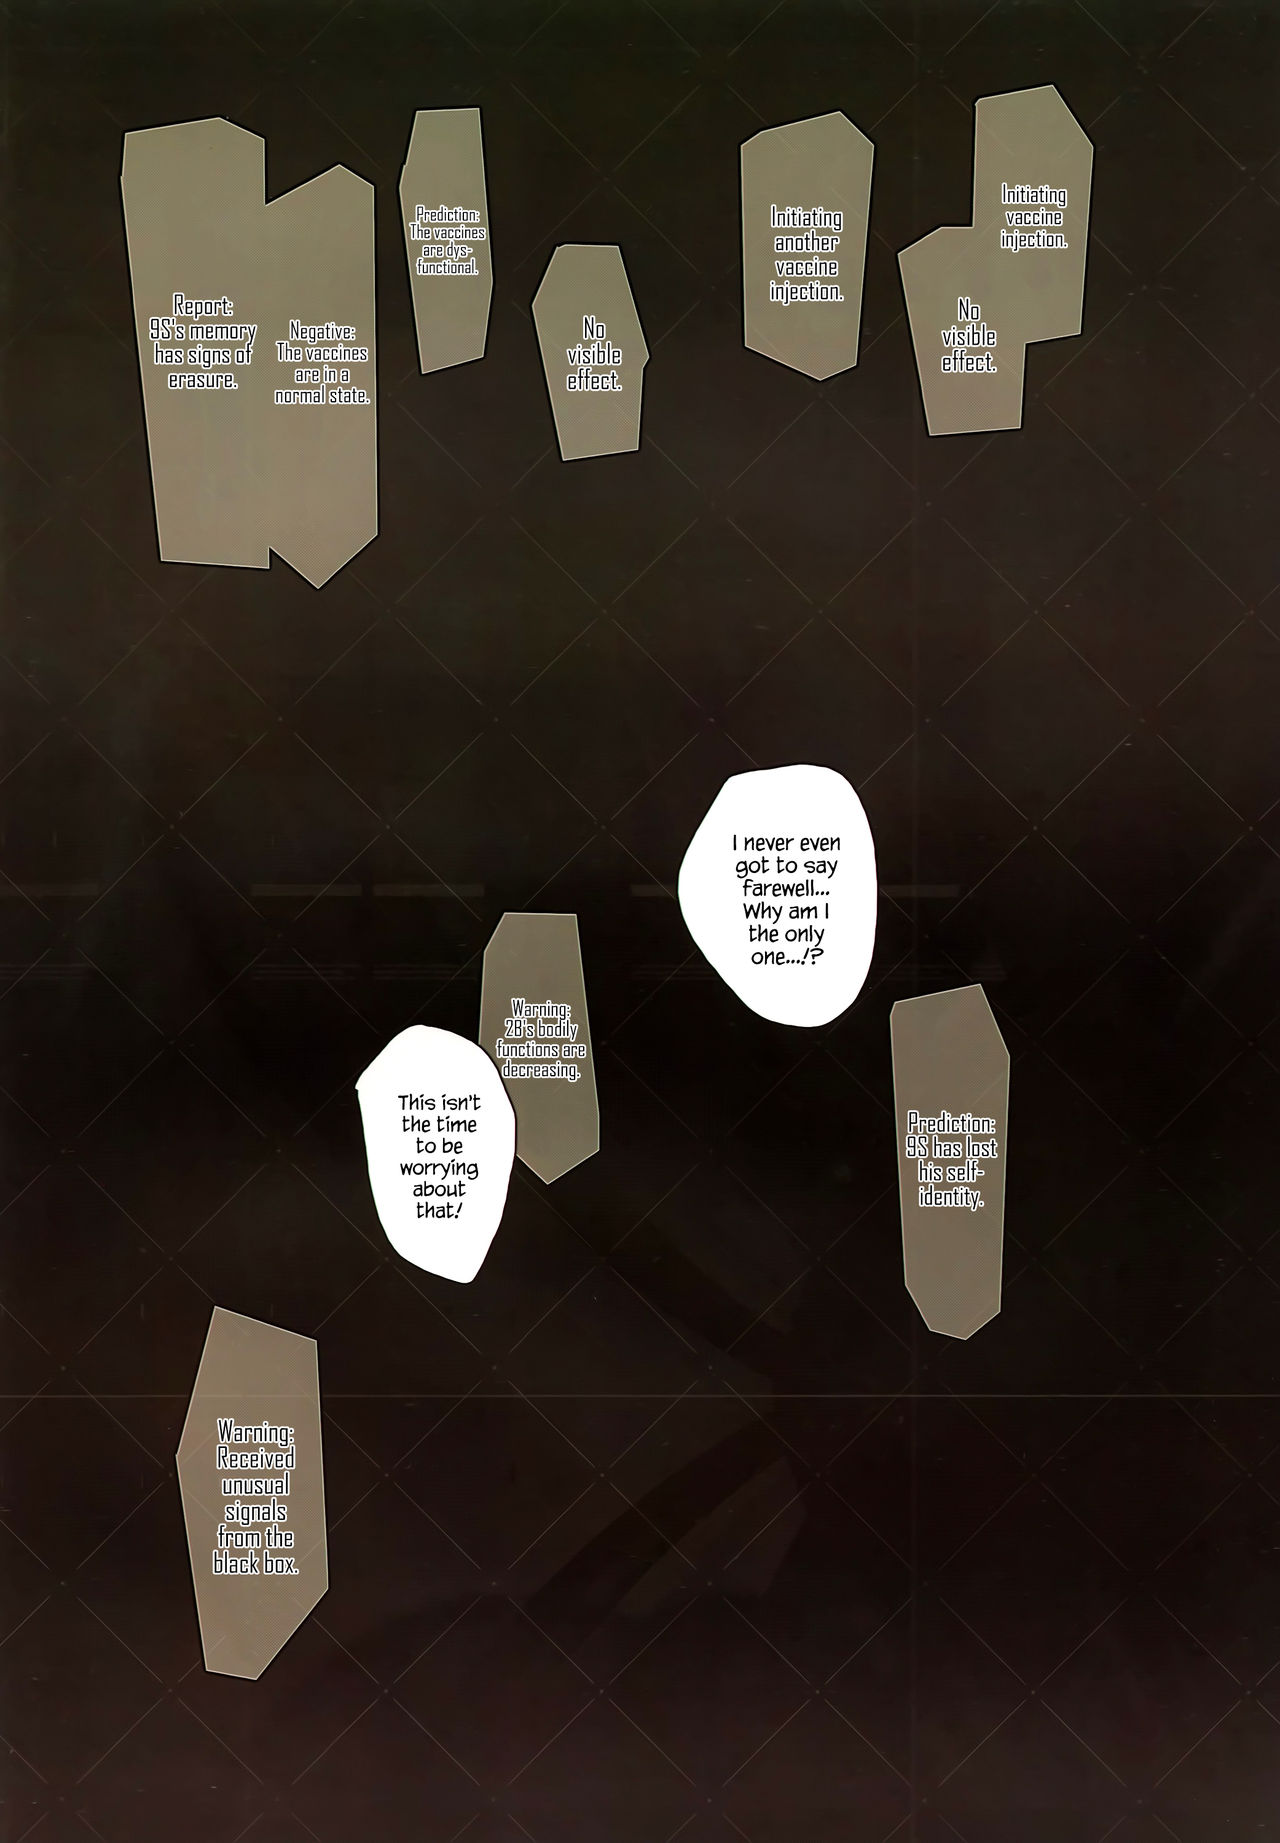 Initiating
vaccine
injection.
No
visible
effect.
Initiating
another
vaccine
injection.
No
visible
effect.
Prediction:
The vaccines
are dys-
functional.
Negative:
The vaccines
are in a
normal state.
Report:
9S's memory
has signs of
erasure.
I never even
got to say
farewell...
Why am I
the only
one...!?
Prediction:
9S has lost
his self-
identity.
Warning:
2B's bodily
functions are
decreasing.
This isn't
the time
to be
worrying
about
that!
Warning:
Received
unusual
signals
from the
black box.